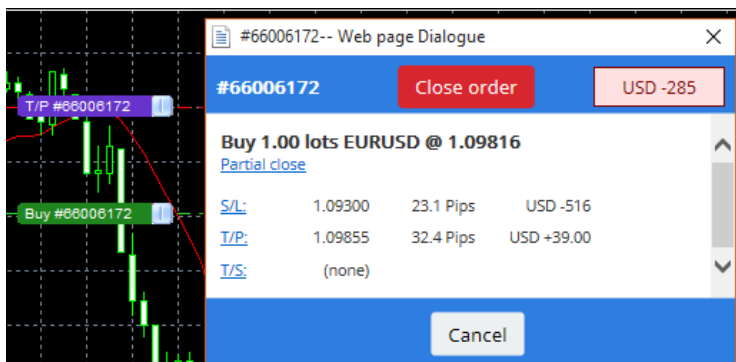 #66006172-- Web page Dialogue
#66006172
Close order
USD -285
T/P #66006172
Buy 1.00 lots EURUSD @ 1.09816
Partial close
S/L: 1.09300 23.1 Pips USD -516
Buy #66006172
T/P: 1.09855 32.4 Pips USD +39.00
T/S: (none)
Cancel